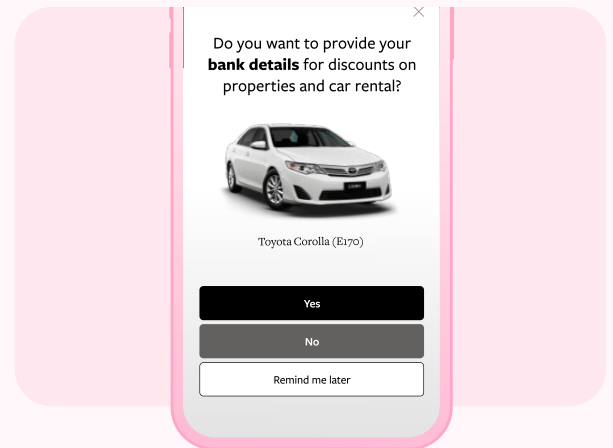 Do you want to provide your
bank details for discounts on
properties and car rental?
Toyota Corolla (E170)
Yes
No
Remind me later